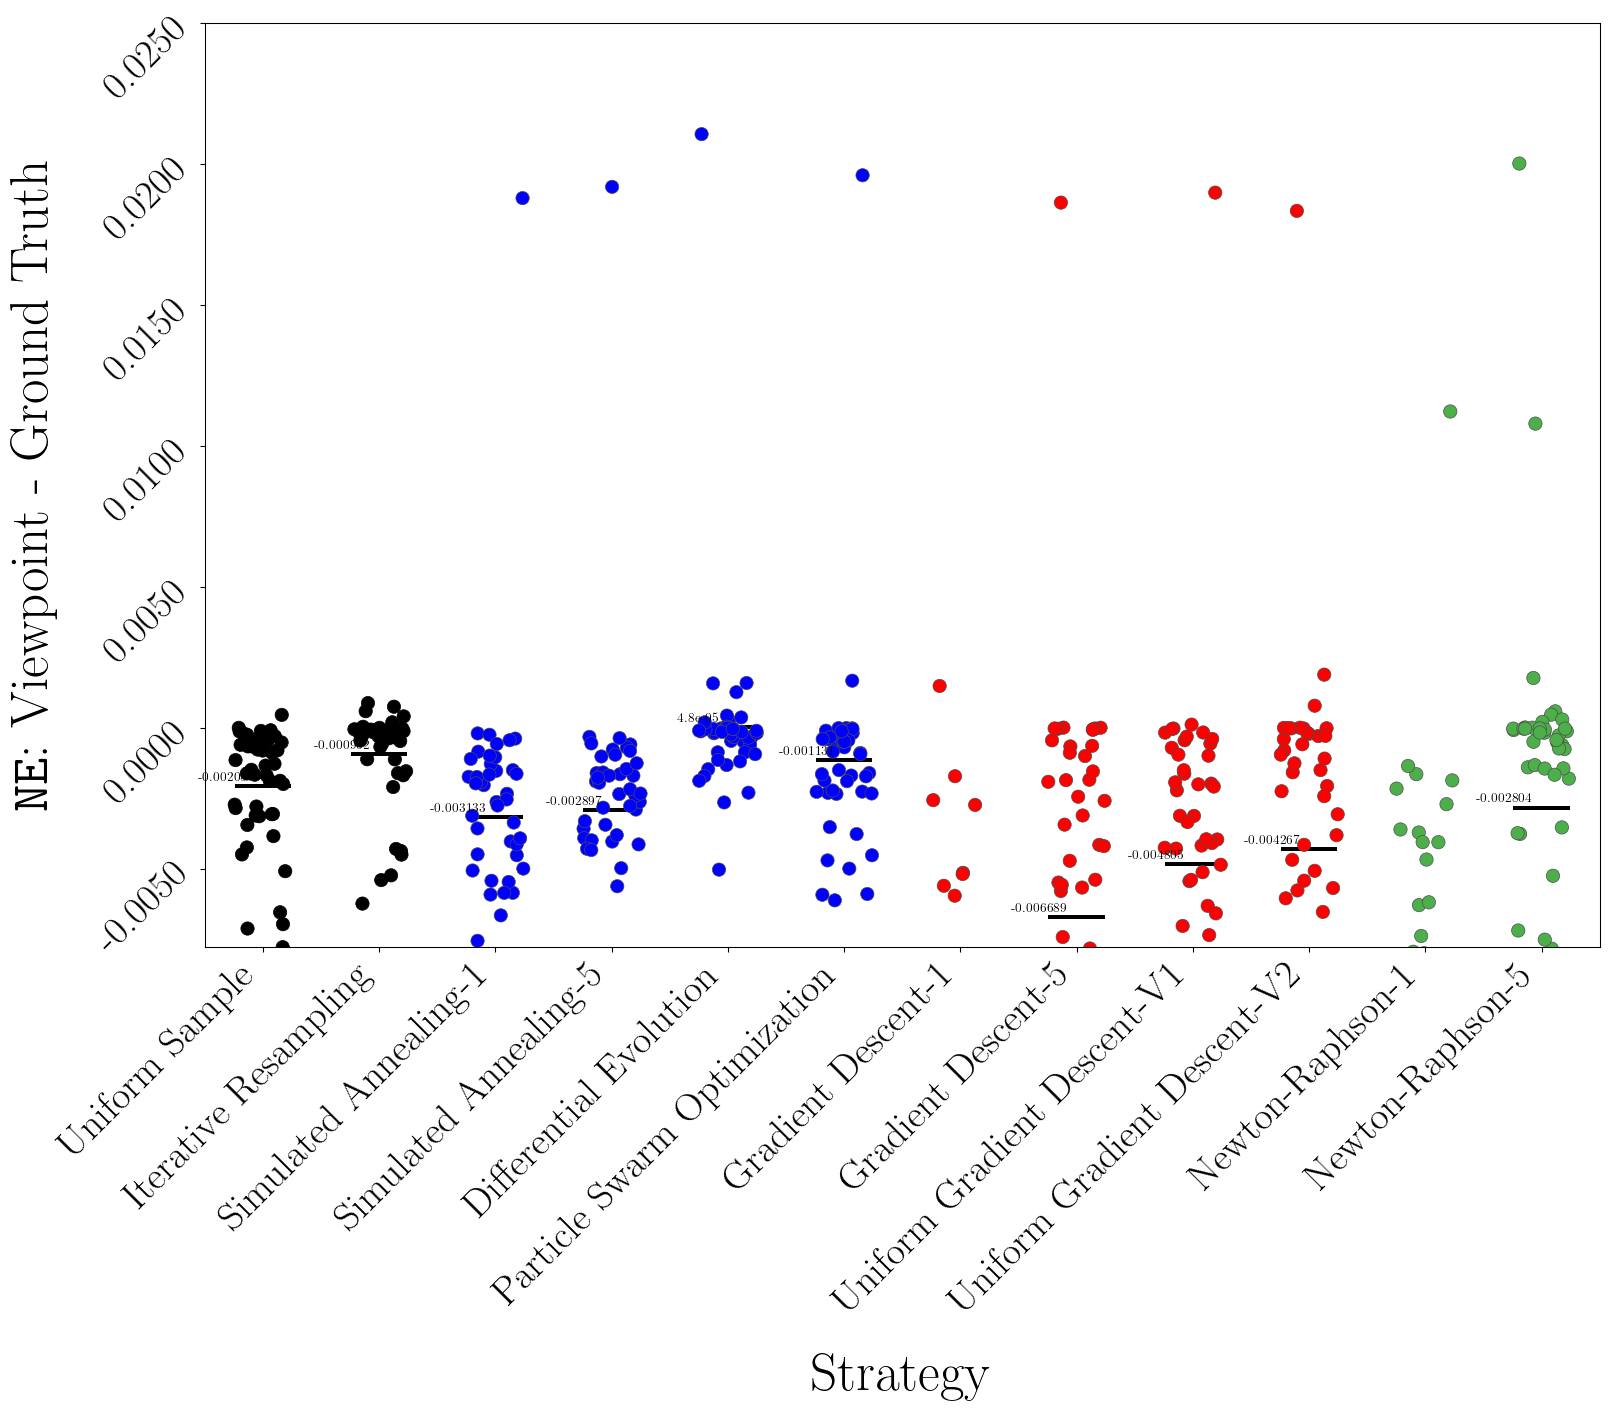 NE: Viewpoint - Ground Truth
0.0250
0.0200
0.0150
0.0100
0.0050
0.0000
-0.0050
-0.003133
-0.002897
-0.006689
-0.004805
-0.004267
-0.002804
Uniform Sample
Iterative Resampling
Simulated Annealing-1
Simulated Annealing-5
Differential Evolution
Particle Swarm Optimization
Gradient Descent-1
Gradient Descent-5
Uniform Gradient Descent-V1
Uniform Gradient Descent-V2
Newton-Raphson-1
Newton-Raphson-5
Strategy